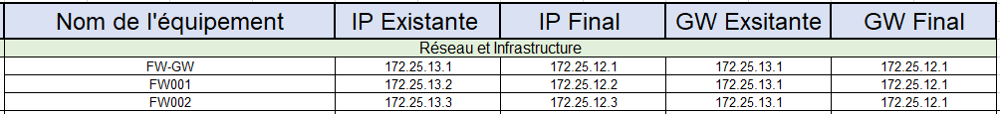 Nom de l'équipement IP Existante IP Final GW Exsitante GW Final
Réseau et Infrastructure
FW-GW 172.25.13.1 172.25.12.1 172.25.13.1 172.25.12.1
FW001 172.25.13.2 172.25.12.2 172.25.13.1 172.25.12.1
FW002 172.25.13.3 172.25.12.3 172.25.13.1 172.25.12.1